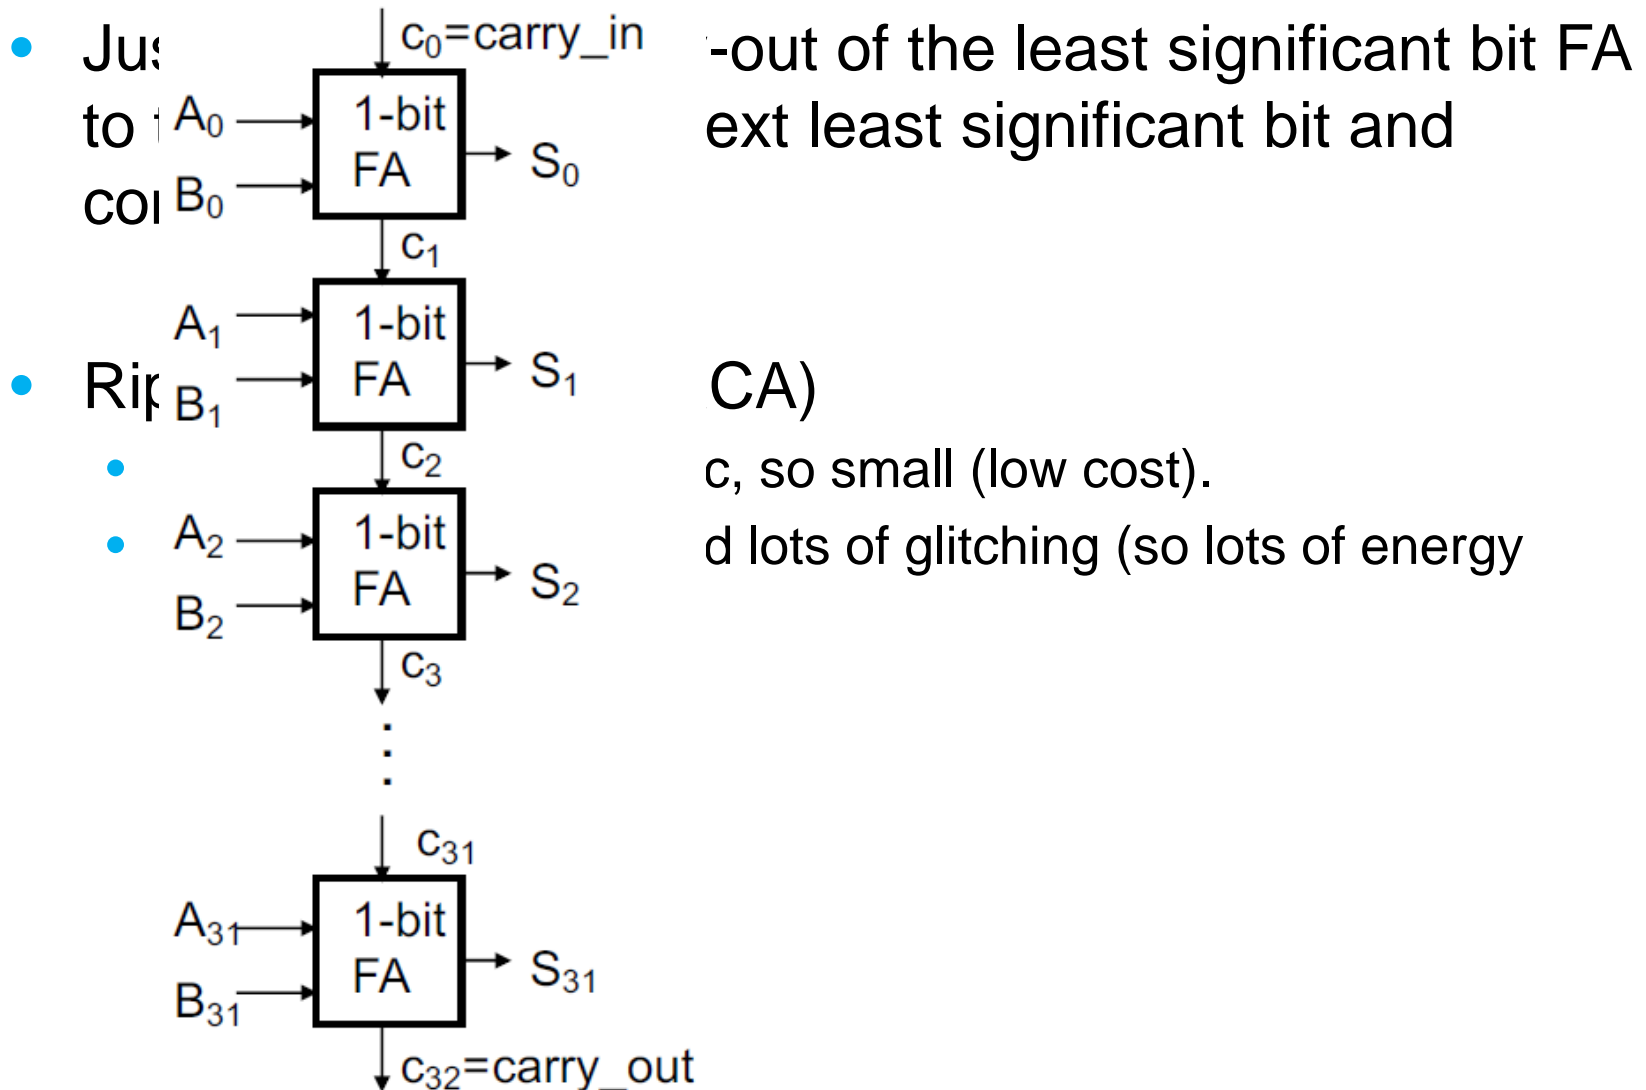 -out of the least significant bit FA
to
ext least significant bit and
CA)
c, so small (low cost).
d lots of glitching (so lots of energy
c₀=carry_in
A₀
1-bit
FA
S₀
B₀
c₁
A₁
1-bit
FA
S₁
B₁
c₂
A₂
1-bit
FA
S₂
B₂
c₃
c₃₁
A₃₁
1-bit
FA
S₃₁
B₃₁
c₃₂=carry_out